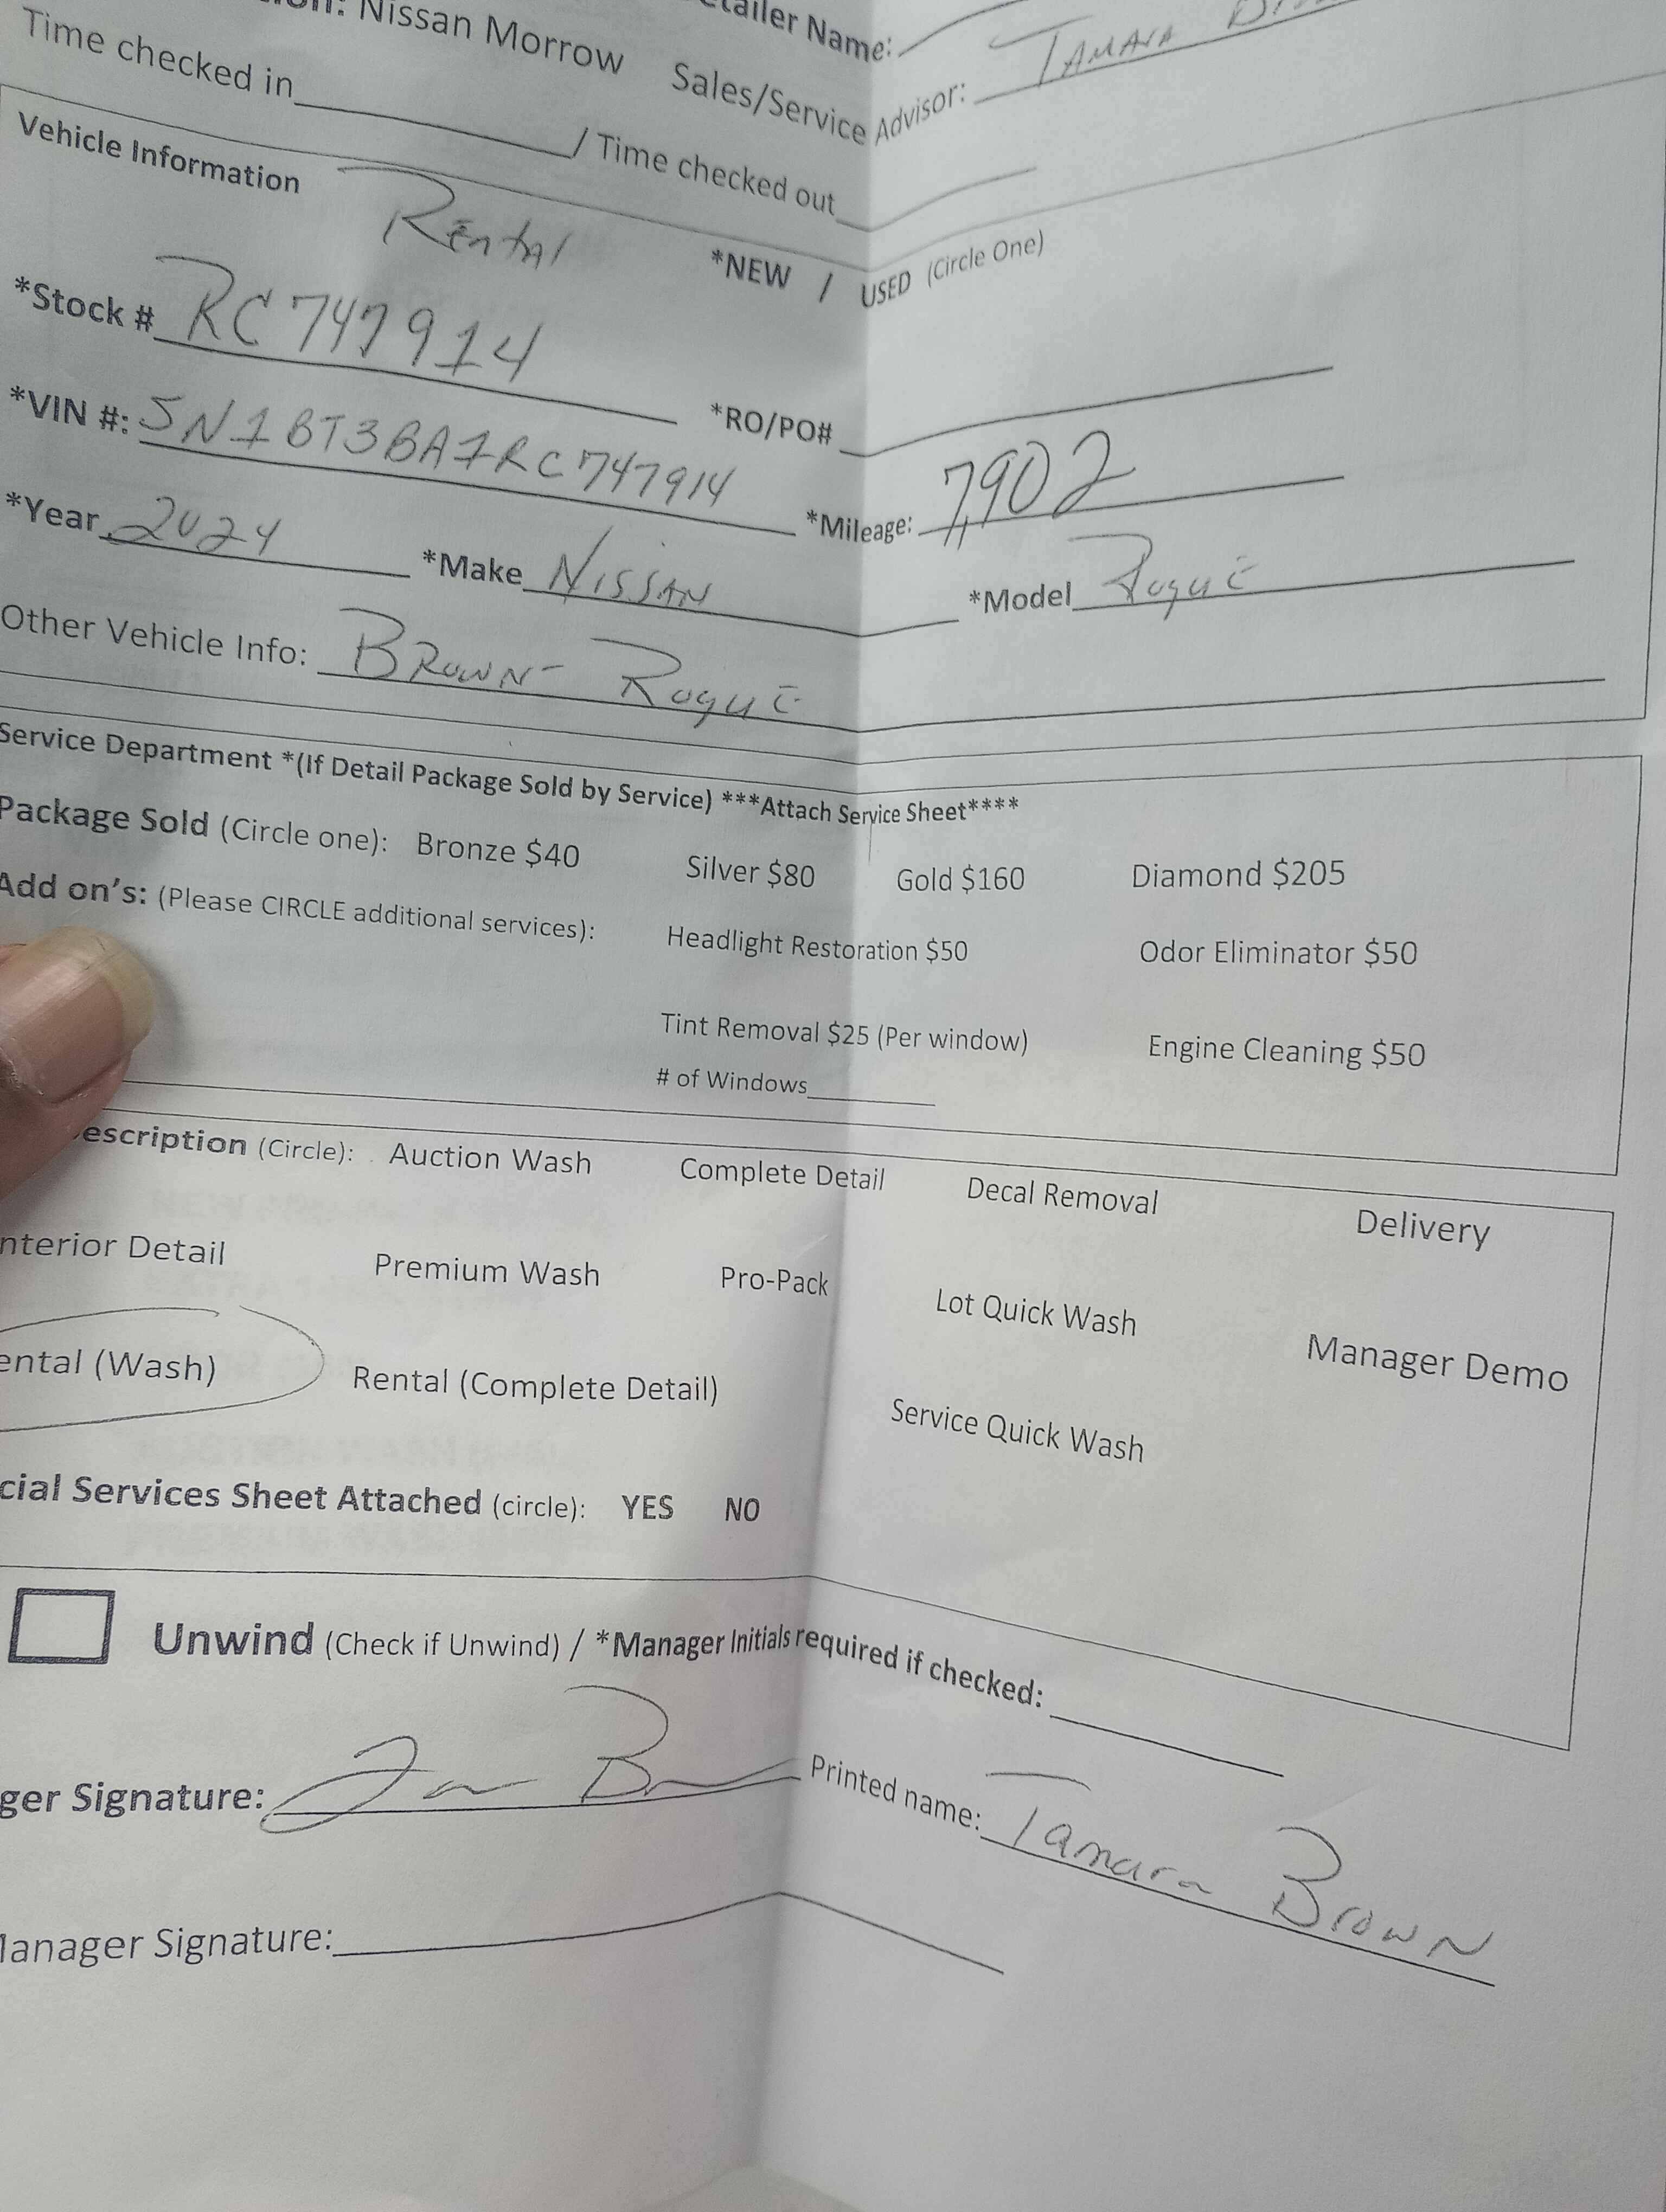 Nissan Morrow
Detailer Name:
Time checked in / Time checked out
Sales/Service Advisor: TAMARA
Vehicle Information Rental *NEW / USED (Circle One)
*Stock # RC747914 *RO/PO#
*VIN #: 5N1BT3BA1RC747914 *Mileage: 7,902
*Year 2024 *Make NISSAN *Model Rogue
Other Vehicle Info: BROWN - Rogue
Service Department *(If Detail Package Sold by Service) ***Attach Service Sheet****
Package Sold (Circle one): Bronze $40 Silver $80 Gold $160 Diamond $205
Add on's: (Please CIRCLE additional services): Headlight Restoration $50 Odor Eliminator $50
Tint Removal $25 (Per window) Engine Cleaning $50
# of Windows
escription (Circle): Auction Wash Complete Detail Decal Removal Delivery
nterior Detail Premium Wash Pro-Pack Lot Quick Wash Manager Demo
ental (Wash) Rental (Complete Detail) Service Quick Wash
cial Services Sheet Attached (circle): YES NO
Unwind (Check if Unwind) / *Manager Initials required if checked:
ger Signature: Printed name: Tamara BROWN
Manager Signature: